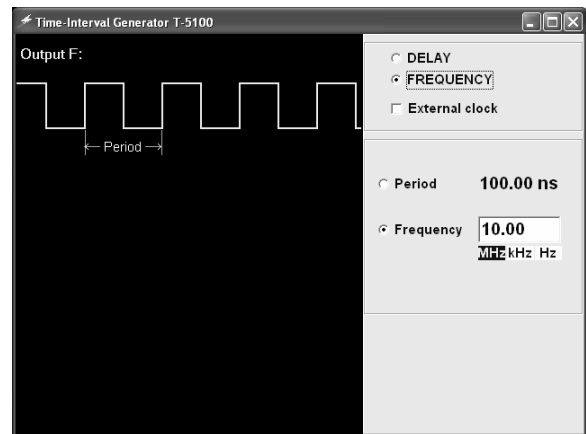 Time-Interval Generator T-5100
Output F:
Period
DELAY
FREQUENCY
External clock
Period 100.00 ns
Frequency 10.00
MHz kHz Hz